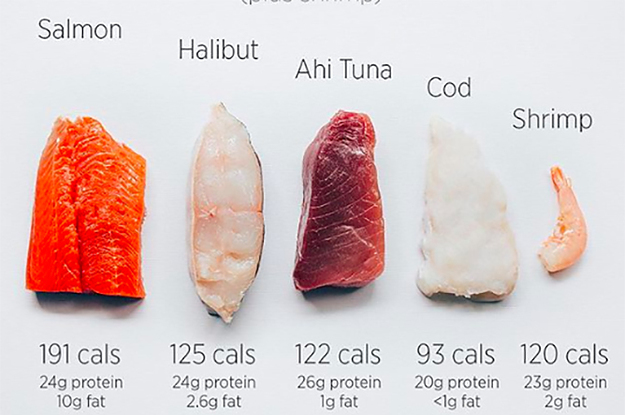 (plus shrimp)
Salmon
Halibut
Ahi Tuna
Cod
Shrimp
191 cals
24g protein
10g fat
125 cals
24g protein
2.6g fat
122 cals
26g protein
1g fat
93 cals
20g protein
<1g fat
120 cals
23g protein
2g fat